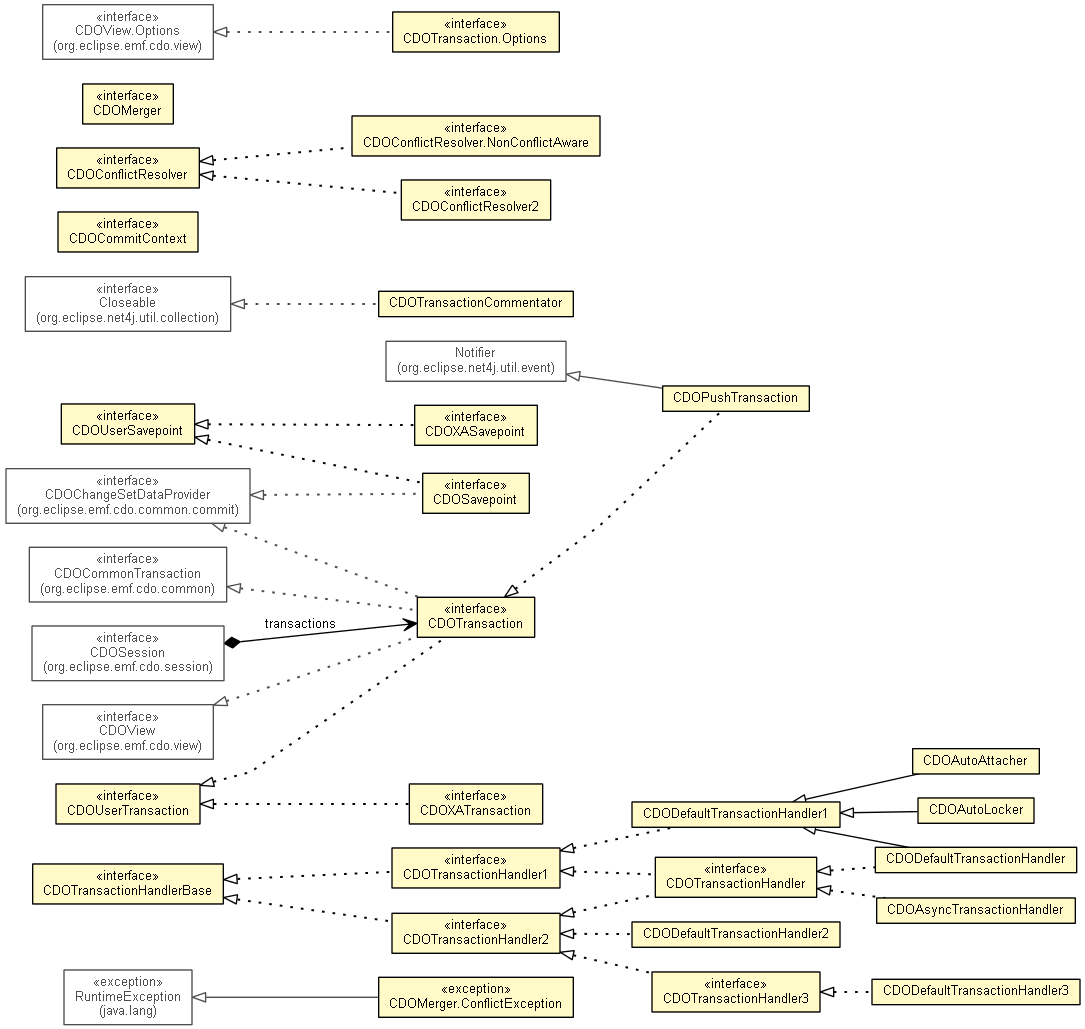 «interface»
CDOView.Options
(org.eclipse.emf.cdo.view)
«interface»
CDOTransaction.Options
«interface»
CDOMerger
«interface»
CDOConflictResolver.NonConflictAware
«interface»
CDOConflictResolver
«interface»
CDOConflictResolver2
«interface»
CDOCommitContext
«interface»
Closeable
(org.eclipse.net4j.util.collection)
CDOTransactionCommentator
Notifier
(org.eclipse.net4j.util.event)
CDOPushTransaction
«interface»
CDOUserSavepoint
«interface»
CDOXASavepoint
«interface»
CDOChangeSetDataProvider
(org.eclipse.emf.cdo.common.commit)
«interface»
CDOSavepoint
«interface»
CDOCommonTransaction
(org.eclipse.emf.cdo.common)
«interface»
CDOTransaction
transactions
«interface»
CDOSession
(org.eclipse.emf.cdo.session)
«interface»
CDOView
(org.eclipse.emf.cdo.view)
«interface»
CDOUserTransaction
«interface»
CDOXATransaction
CDOAutoAttacher
CDODefaultTransactionHandler1
CDOAutoLocker
«interface»
CDOTransactionHandlerBase
«interface»
CDOTransactionHandler1
«interface»
CDOTransactionHandler
CDODefaultTransactionHandler
CDOAsyncTransactionHandler
«interface»
CDOTransactionHandler2
CDODefaultTransactionHandler2
«interface»
CDOTransactionHandler3
CDODefaultTransactionHandler3
«exception»
RuntimeException
(java.lang)
«exception»
CDOMerger.ConflictException